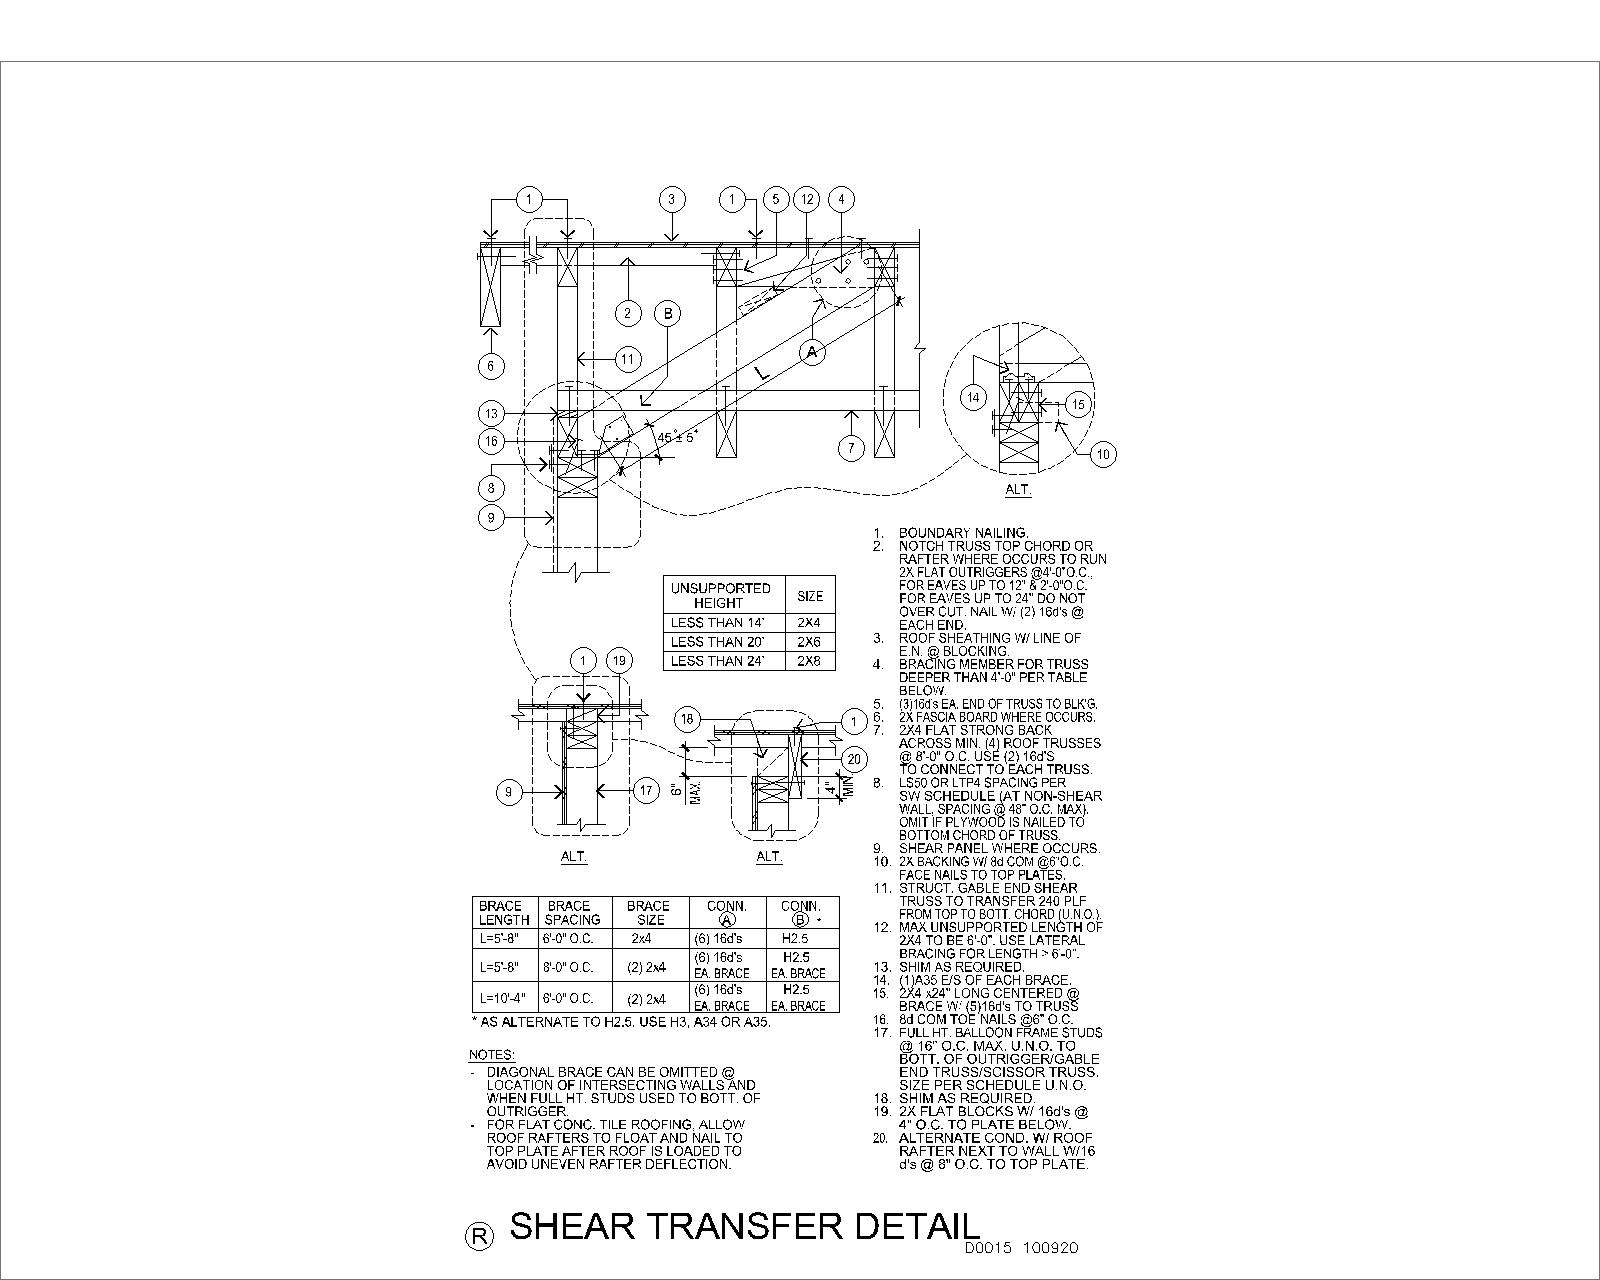 1
3
1
5
12
4
2
B
6
11
A
L
14
15
13
16
45°± 5°
7
10
8
ALT.
9
UNSUPPORTED
HEIGHT
SIZE
LESS THAN 14' 2X4
LESS THAN 20' 2X6
LESS THAN 24' 2X8
1
19
18
1
20
9
17
6"
MAX.
4"
MIN
ALT.
ALT.
BRACE
LENGTH
BRACE
SPACING
BRACE
SIZE
CONN.
A
CONN.
B *
L=5'-8" 6'-0" O.C. 2x4 (6) 16d's H2.5
L=5'-8" 8'-0" O.C. (2) 2x4 (6) 16d's
EA. BRACE
H2.5
EA. BRACE
L=10'-4" 6'-0" O.C. (2) 2x4 (6) 16d's
EA. BRACE
H2.5
EA. BRACE
* AS ALTERNATE TO H2.5. USE H3, A34 OR A35.
NOTES:
- DIAGONAL BRACE CAN BE OMITTED @
LOCATION OF INTERSECTING WALLS AND
WHEN FULL HT. STUDS USED TO BOTT. OF
OUTRIGGER.
- FOR FLAT CONC. TILE ROOFING, ALLOW
ROOF RAFTERS TO FLOAT AND NAIL TO
TOP PLATE AFTER ROOF IS LOADED TO
AVOID UNEVEN RAFTER DEFLECTION.
1. BOUNDARY NAILING.
2. NOTCH TRUSS TOP CHORD OR
RAFTER WHERE OCCURS TO RUN
2X FLAT OUTRIGGERS @4'-0"O.C.,
FOR EAVES UP TO 12" & 2'-0"O.C.
FOR EAVES UP TO 24" DO NOT
OVER CUT. NAIL W/ (2) 16d's @
EACH END.
3. ROOF SHEATHING W/ LINE OF
E.N. @ BLOCKING.
4. BRACING MEMBER FOR TRUSS
DEEPER THAN 4'-0" PER TABLE
BELOW.
5. (3)16d's EA. END OF TRUSS TO BLK'G.
6. 2X FASCIA BOARD WHERE OCCURS.
7. 2X4 FLAT STRONG BACK
ACROSS MIN. (4) ROOF TRUSSES
@ 8'-0" O.C. USE (2) 16d'S
TO CONNECT TO EACH TRUSS.
8. LS50 OR LTP4 SPACING PER
SW SCHEDULE (AT NON-SHEAR
WALL, SPACING @ 48" O.C. MAX).
OMIT IF PLYWOOD IS NAILED TO
BOTTOM CHORD OF TRUSS.
9. SHEAR PANEL WHERE OCCURS.
10. 2X BACKING W/ 8d COM @6"O.C.
FACE NAILS TO TOP PLATES.
11. STRUCT. GABLE END SHEAR
TRUSS TO TRANSFER 240 PLF
FROM TOP TO BOTT. CHORD (U.N.O.).
12. MAX UNSUPPORTED LENGTH OF
2X4 TO BE 6'-0". USE LATERAL
BRACING FOR LENGTH > 6'-0".
13. SHIM AS REQUIRED.
14. (1)A35 E/S OF EACH BRACE.
15. 2X4 x24" LONG CENTERED @
BRACE W/ (5)16d's TO TRUSS
16. 8d COM TOE NAILS @6" O.C.
17. FULL HT. BALLOON FRAME STUDS
@ 16" O.C. MAX. U.N.O. TO
BOTT. OF OUTRIGGER/GABLE
END TRUSS/SCISSOR TRUSS.
SIZE PER SCHEDULE U.N.O.
18. SHIM AS REQUIRED.
19. 2X FLAT BLOCKS W/ 16d's @
4" O.C. TO PLATE BELOW.
20. ALTERNATE COND. W/ ROOF
RAFTER NEXT TO WALL W/16
d's @ 8" O.C. TO TOP PLATE.
R SHEAR TRANSFER DETAIL
D0015 100920